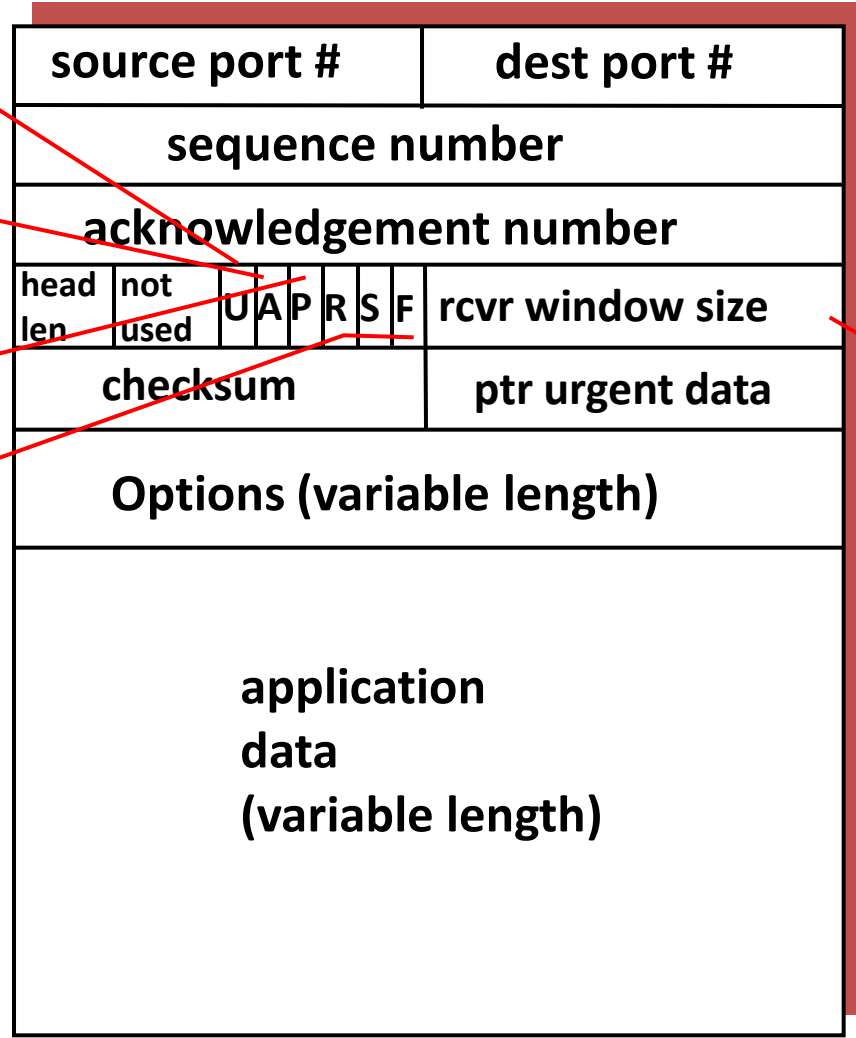 source port # dest port #
sequence number
acknowledgement number
head not U A P R S F rcvr window size
len used
checksum ptr urgent data
Options (variable length)
application
data
(variable length)